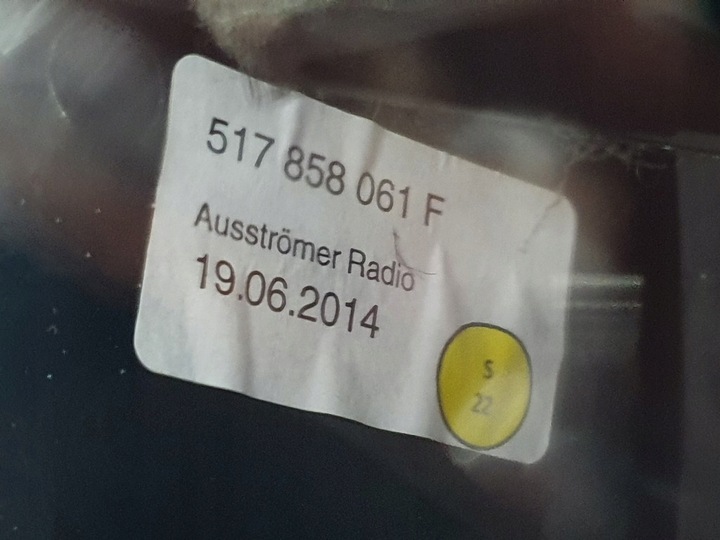 517 858 061 F
Ausströmer Radio
19.06.2014
S
22